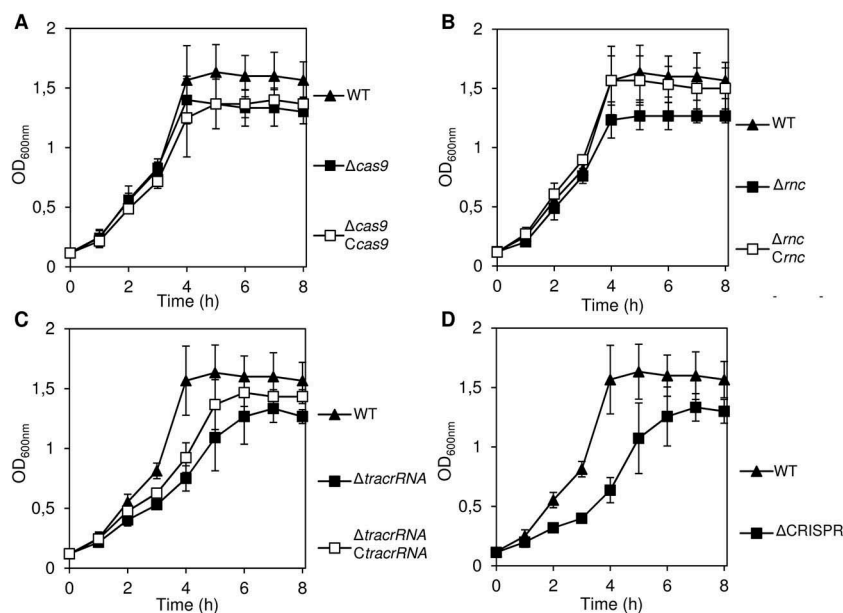 A
2
1,5
1
0,5
0
OD600nm
0 2 4 6 8
Time (h)
WT
Δcas9
Δcas9
Ccas9
B
2
1,5
1
0,5
0
OD600nm
0 2 4 6 8
Time (h)
WT
Δrnc
Δrnc
Crnc
C
2
1,5
1
0,5
0
OD600nm
0 2 4 6 8
Time (h)
WT
ΔtracrRNA
ΔtracrRNA
CtracrRNA
D
2
1,5
1
0,5
0
OD600nm
0 2 4 6 8
Time (h)
WT
ΔCRISPR